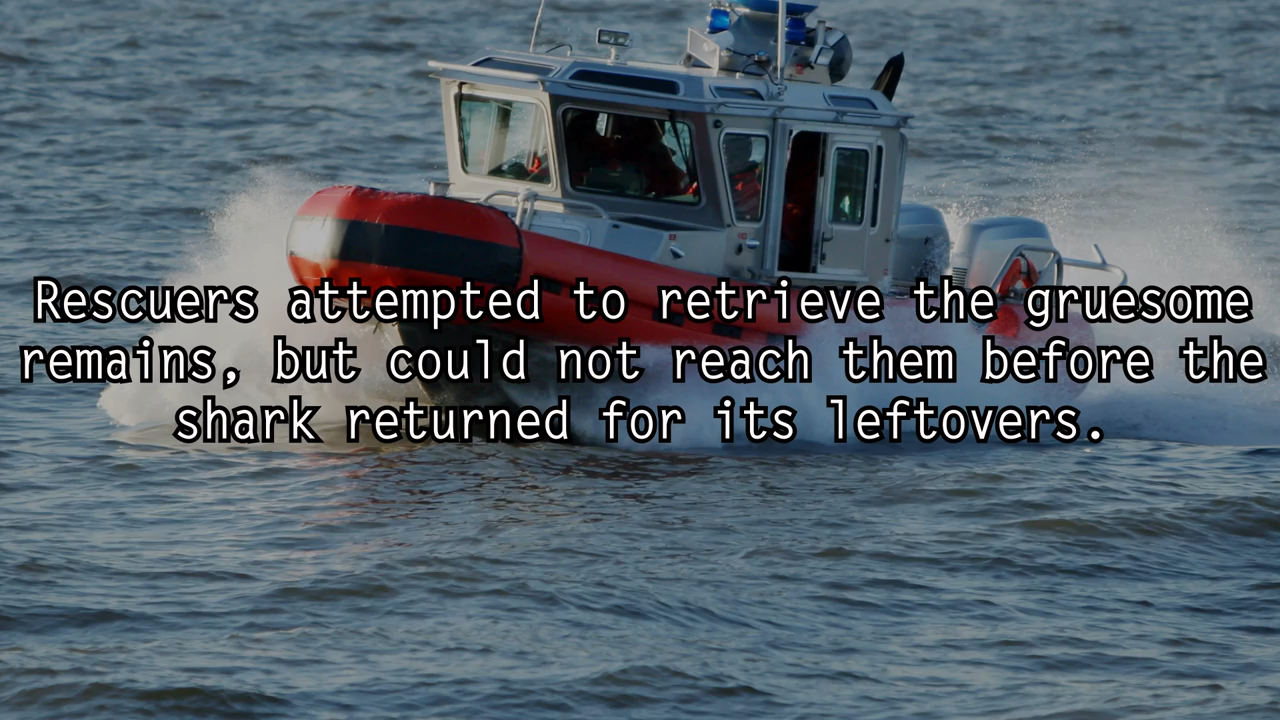 Rescuers attempted to retrieve the gruesome
remains, but could not reach them before the
shark returned for its leftovers.